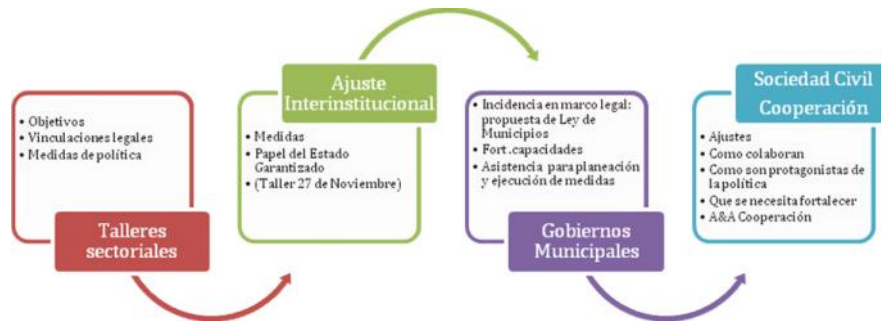 • Objetivos
• Vinculaciones legales
• Medidas de política
Talleres
sectoriales
Ajuste
Interinstitucional
• Medidas
• Papel del Estado
Garantizado
• (Taller 27 de Noviembre)
• Incidencia en marco legal:
propuesta de Ley de
Municipios
• Fort .capacidades
• Asistencia para planeación
y ejecución de medidas
Gobiernos
Municipales
Sociedad Civil
Cooperación
• Ajustes
• Como colaboran
• Como son protagonistas de
la política
• Que se necesita fortalecer
• A&A Cooperación